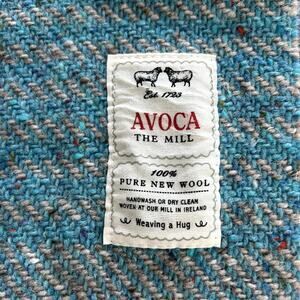 Est. 1723
AVOCA
THE MILL
100%
PURE NEW WOOL
HANDWASH OR DRY CLEAN
WOVEN AT OUR MILL IN IRELAND
Weaving a Hug